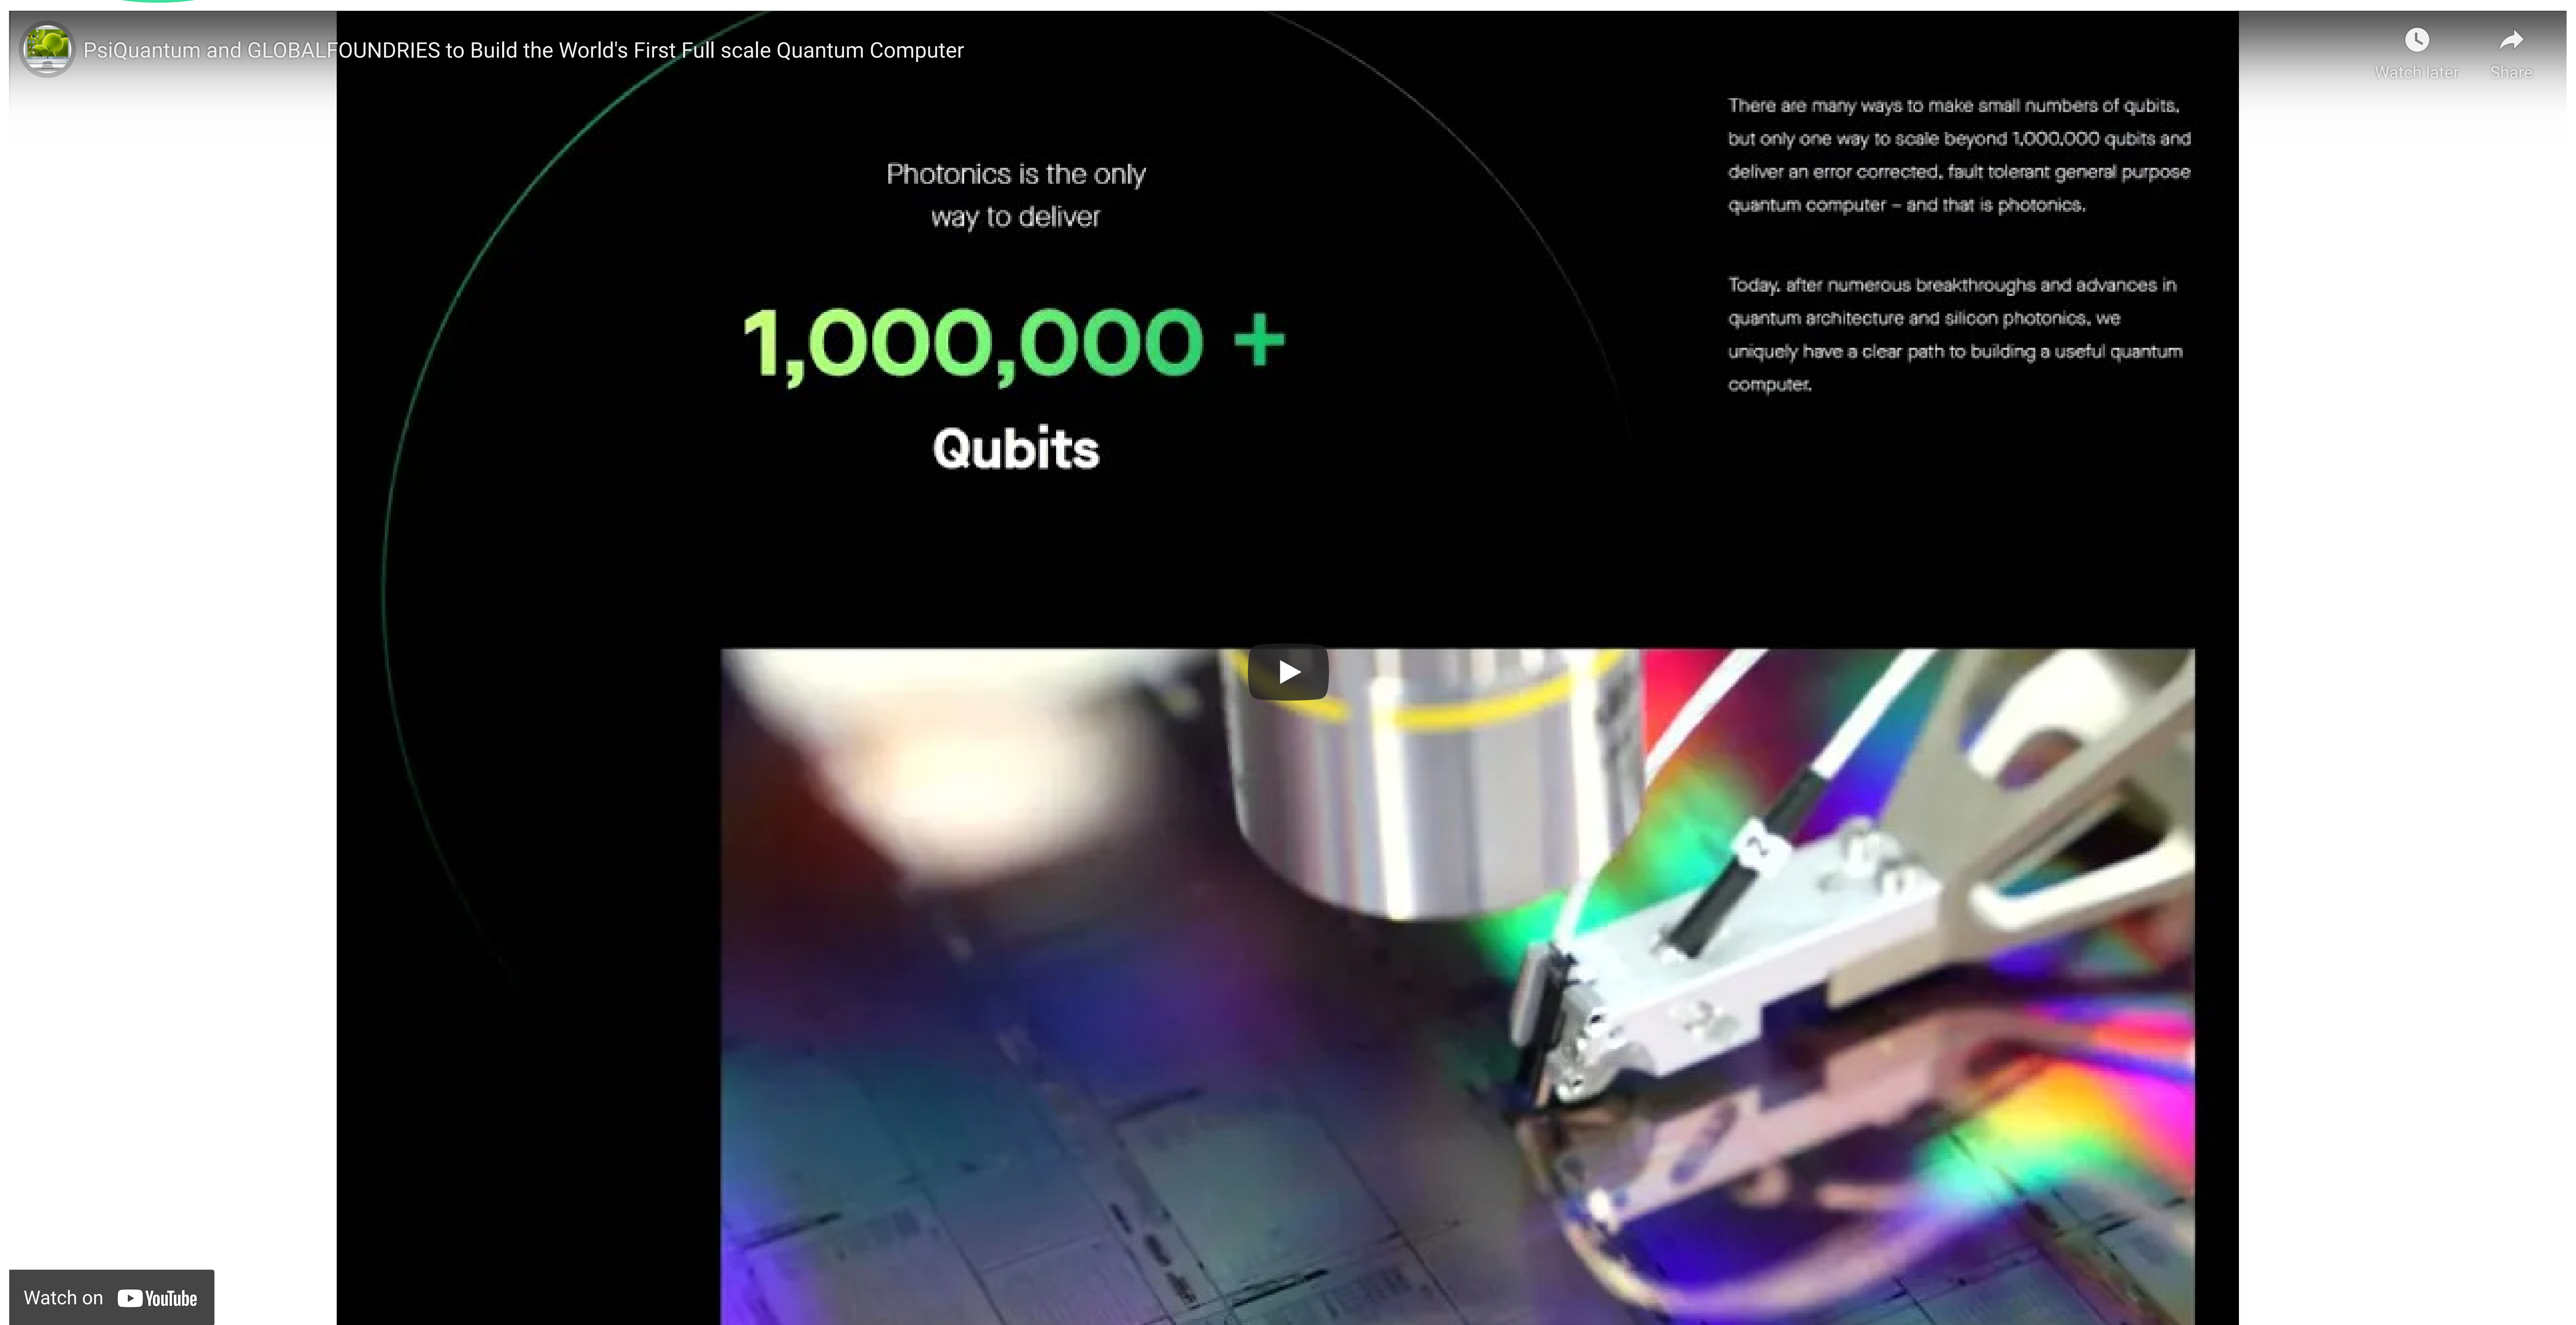 PsiQuantum and GLOBALFOUNDRIES to Build the World's First Full scale Quantum Computer
Watch later
Share
Photonics is the only
way to deliver
1,000,000 +
Qubits
There are many ways to make small numbers of qubits,
but only one way to scale beyond 1,000,000 qubits and
deliver an error corrected, fault tolerant general purpose
quantum computer – and that is photonics.
Today, after numerous breakthroughs and advances in
quantum architecture and silicon photonics, we
uniquely have a clear path to building a useful quantum
computer.
2
Watch on YouTube